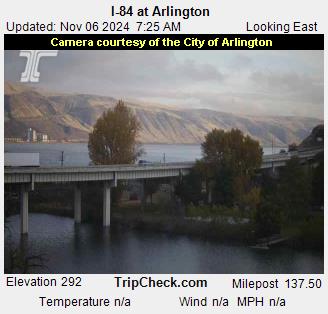 I-84 at Arlington
Updated: Nov 06 2024 7:25 AM Looking East
Camera courtesy of the City of Arlington
Elevation 292 TripCheck.com Milepost 137.50
Temperature n/a Wind n/a MPH n/a